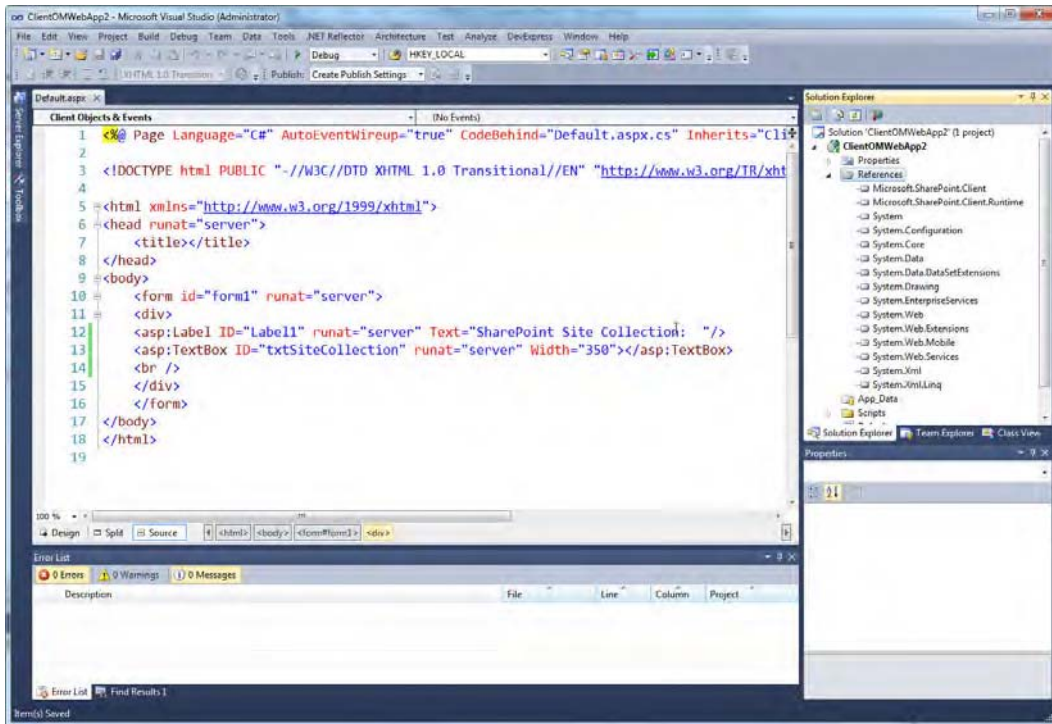 ClientOMWebApp2 - Microsoft Visual Studio (Administrator)
File Edit View Project Build Debug Team Data Tools .NET Reflector Architecture Test Analyze DevExpress Window Help
Debug HKEY_LOCAL
XHTML 1.0 Transition Publish: Create Publish Settings
Server Explorer
Toolbox
Default.aspx
Client Objects & Events (No Events)
1 <%@ Page Language="C#" AutoEventWireup="true" CodeBehind="Default.aspx.cs" Inherits="Cli
2
3 <!DOCTYPE html PUBLIC "-//W3C//DTD XHTML 1.0 Transitional//EN" "http://www.w3.org/TR/xht
4
5 <html xmlns="http://www.w3.org/1999/xhtml">
6 <head runat="server">
7 <title></title>
8 </head>
9 <body>
10 <form id="form1" runat="server">
11 <div>
12 <asp:Label ID="Label1" runat="server" Text="SharePoint Site Collection:  "/>
13 <asp:TextBox ID="txtSiteCollection" runat="server" Width="350"></asp:TextBox>
14 <br />
15 </div>
16 </form>
17 </body>
18 </html>
19
100 %
Design Split Source <html> <body> <form#form1> <div>
Error List
0 Errors 0 Warnings 0 Messages
Description File Line Column Project
Error List Find Results 1
Item(s) Saved
Solution Explorer
Solution 'ClientOMWebApp2' (1 project)
ClientOMWebApp2
Properties
References
Microsoft.SharePoint.Client
Microsoft.SharePoint.Client.Runtime
System
System.Configuration
System.Core
System.Data
System.Data.DataSetExtensions
System.Drawing
System.EnterpriseServices
System.Web
System.Web.Extensions
System.Web.Mobile
System.Web.Services
System.Xml
System.Xml.Linq
App_Data
Scripts
Solution Explorer Team Explorer Class View
Properties